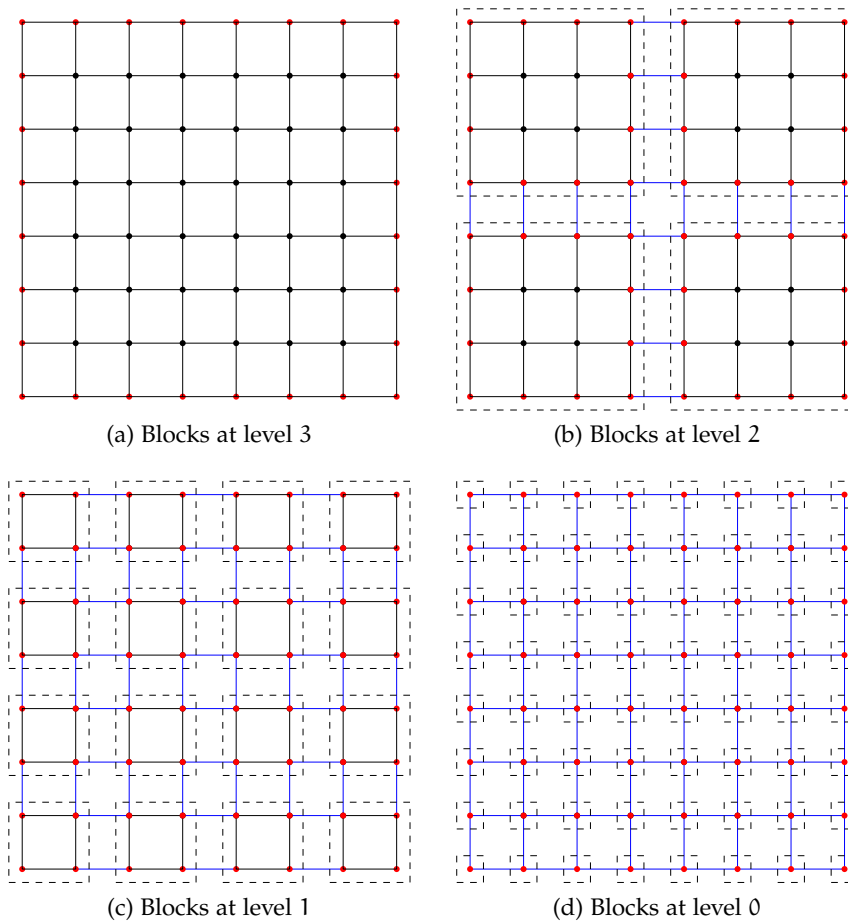 (a) Blocks at level 3
(b) Blocks at level 2
(c) Blocks at level 1
(d) Blocks at level 0